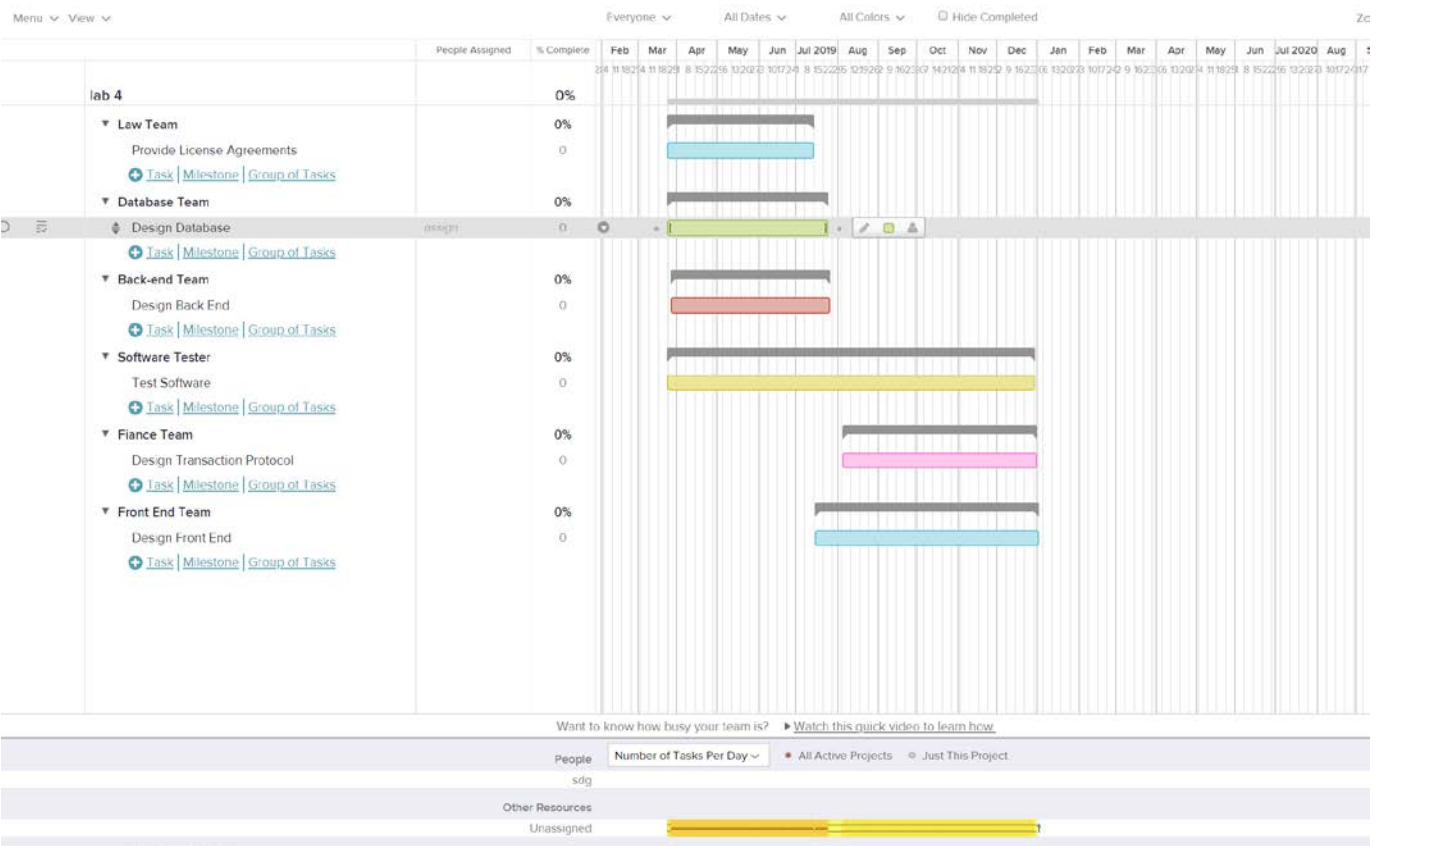 Menu View Everyone All Dates All Colors Hide Completed
People Assigned % Complete Feb Mar Apr May Jun Jul 2019 Aug Sep Oct Nov Dec Jan Feb Mar Apr May Jun Jul 2020 Aug
lab 4 0%
Law Team 0%
Provide License Agreements 0
Task | Milestone | Group of Tasks
Database Team 0%
Design Database assign 0
Task | Milestone | Group of Tasks
Back-end Team 0%
Design Back End 0
Task | Milestone | Group of Tasks
Software Tester 0%
Test Software 0
Task | Milestone | Group of Tasks
Fiance Team 0%
Design Transaction Protocol 0
Task | Milestone | Group of Tasks
Front End Team 0%
Design Front End 0
Task | Milestone | Group of Tasks
Want to know how busy your team is? Watch this quick video to learn how.
People Number of Tasks Per Day All Active Projects Just This Project
sdg
Other Resources
Unassigned